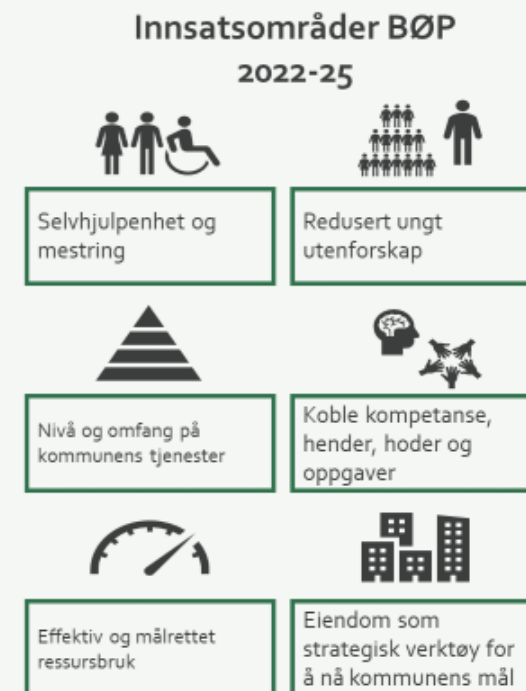 Innsatsområder BØP
2022-25
Selvhjulpenhet og
mestring
Redusert ungt
utenforskap
Nivå og omfang på
kommunens tjenester
Koble kompetanse,
hender, hoder og
oppgaver
Effektiv og målrettet
ressursbruk
Eiendom som
strategisk verktøy for
å nå kommunens mål